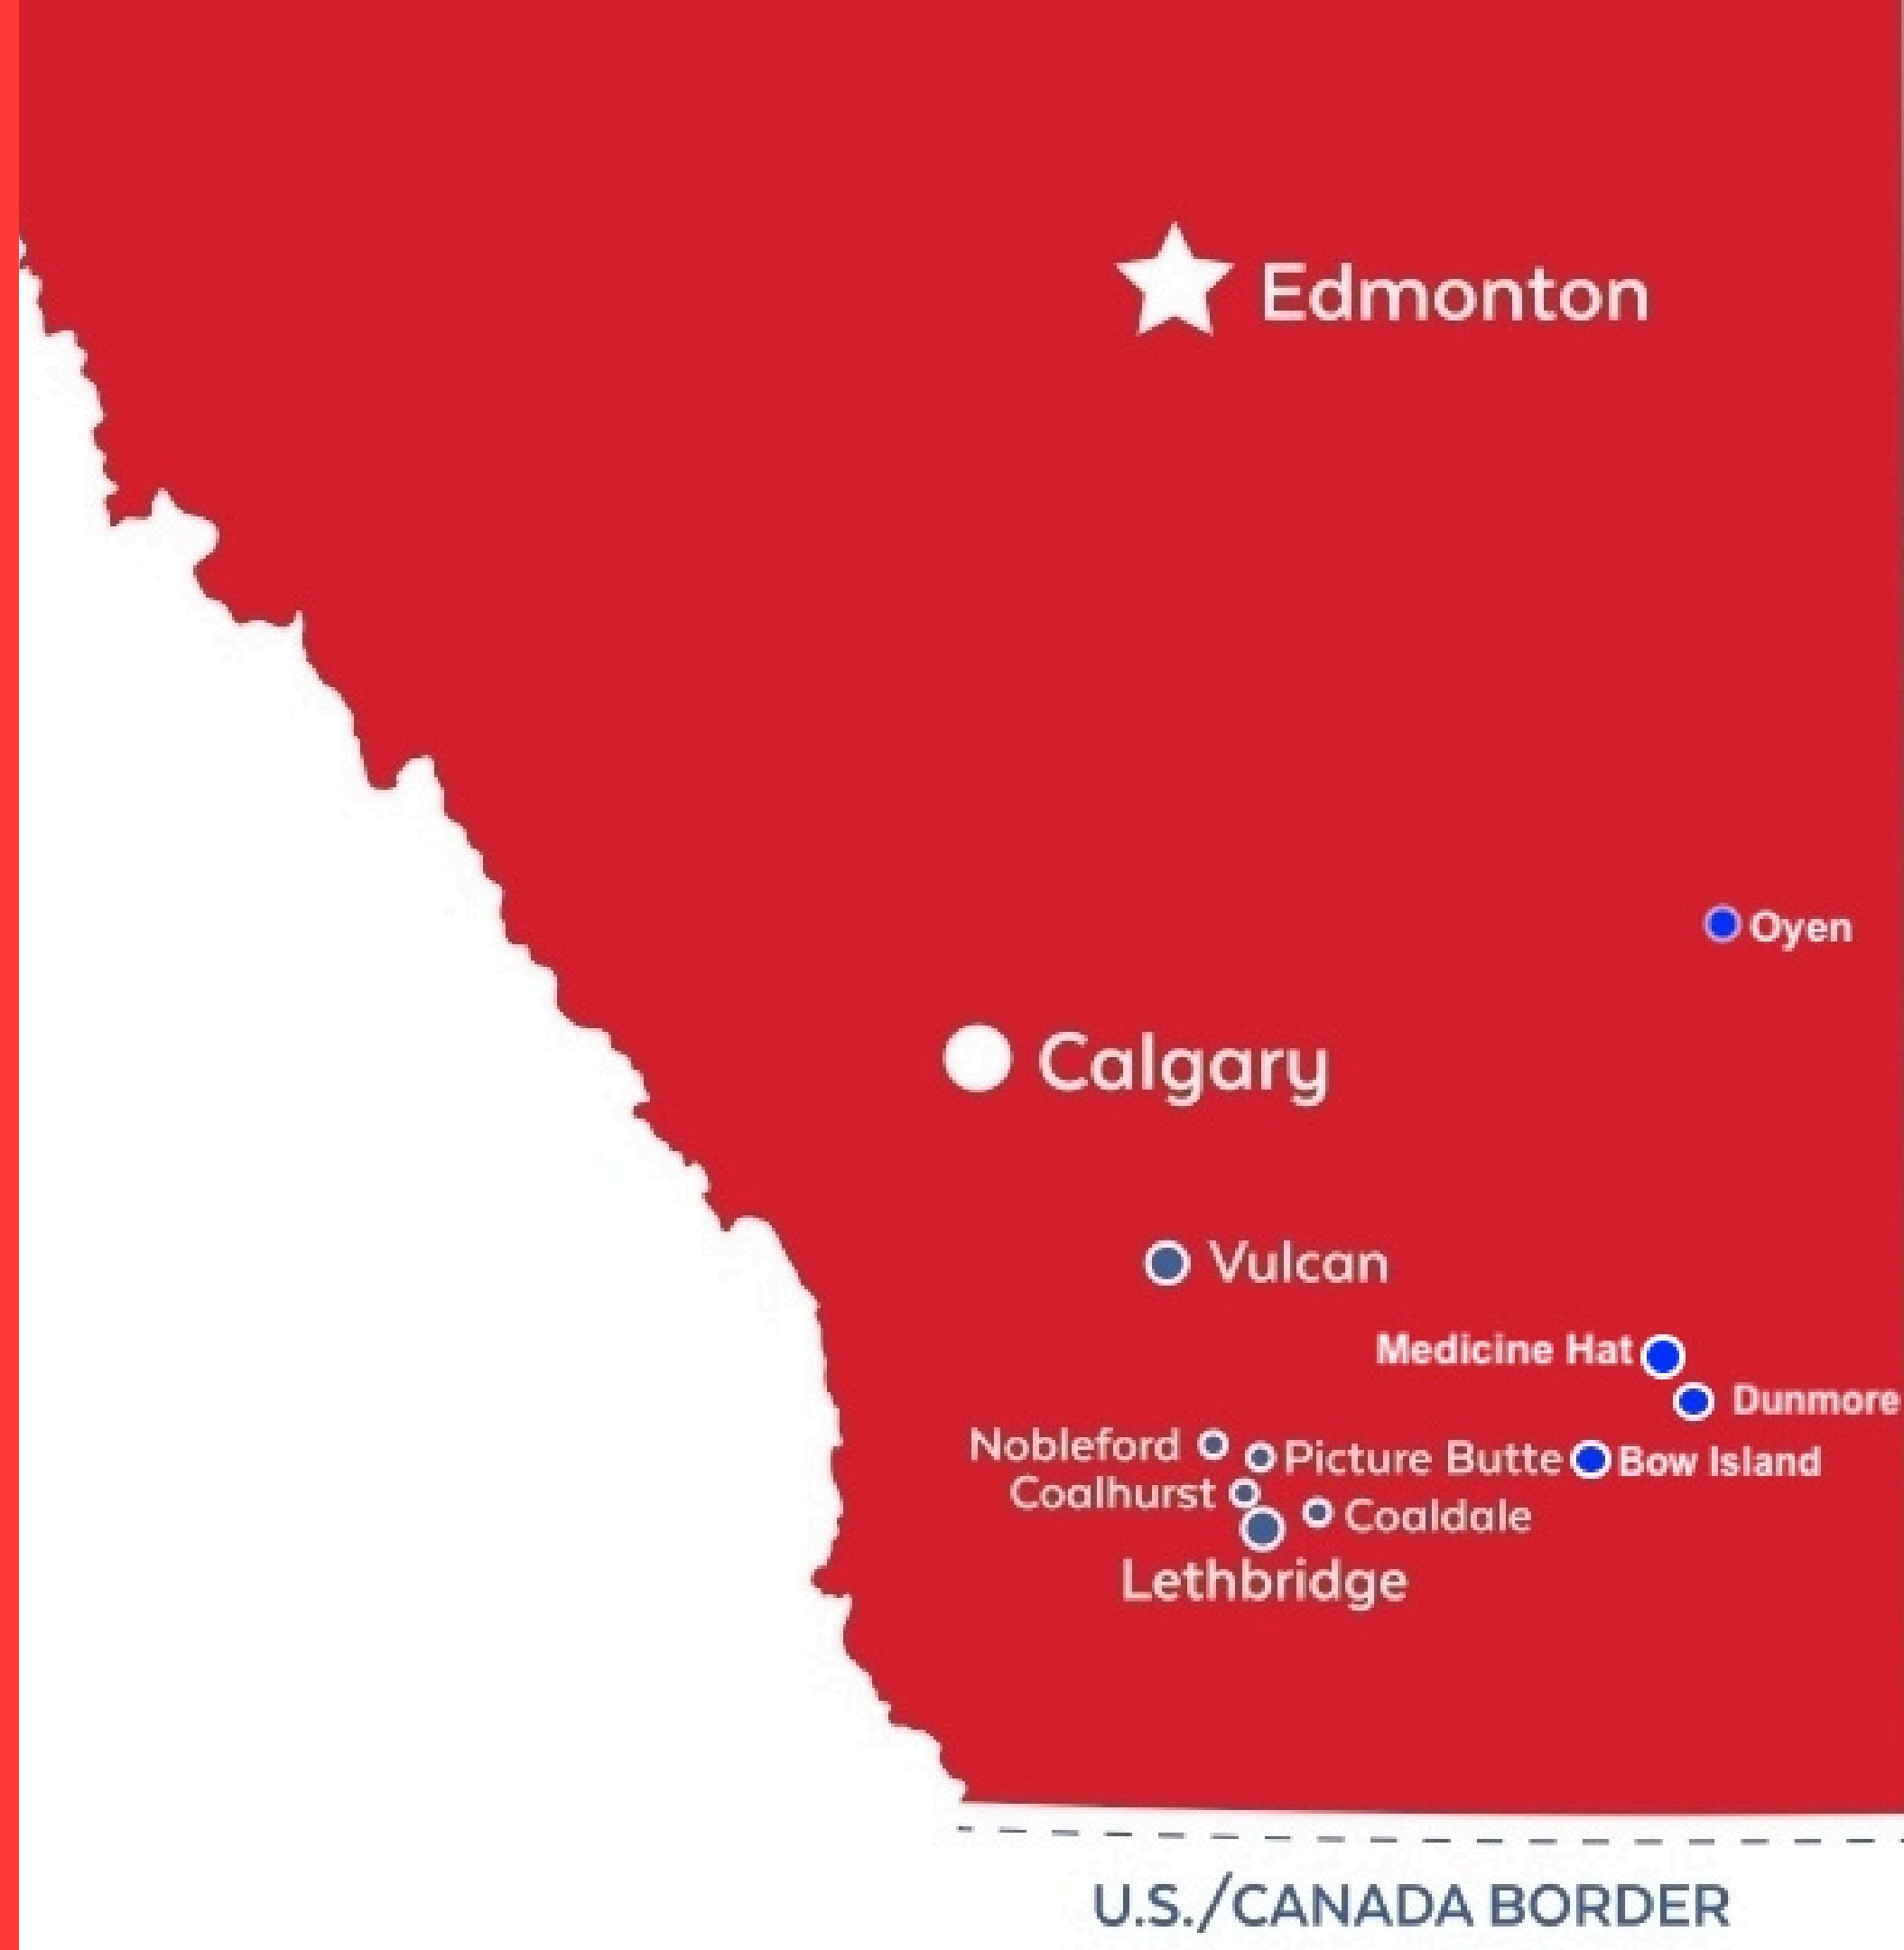 Edmonton
Oyen
Calgary
Vulcan
Medicine Hat
Dunmore
Nobleford
Picture Butte
Bow Island
Coalhurst
Coaldale
Lethbridge
U.S./CANADA BORDER